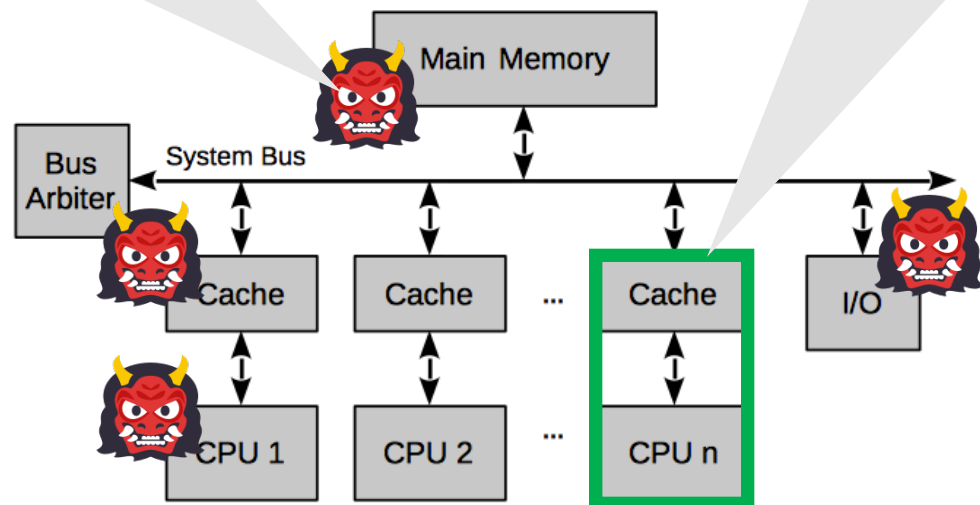 Main Memory
System Bus
Bus
Arbiter
Cache
Cache
...
Cache
I/O
CPU 1
CPU 2
...
CPU n